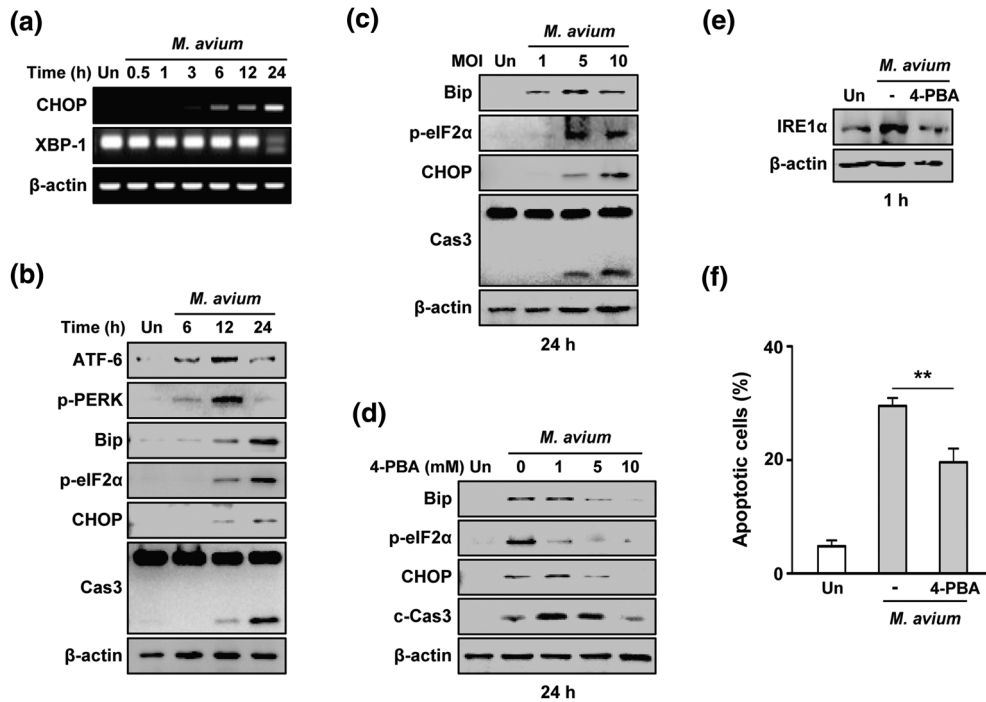 (a)
M. avium
Time (h) Un 0.5 1 3 6 12 24
CHOP
XBP-1
β-actin
(b)
M. avium
Time (h) Un 6 12 24
ATF-6
p-PERK
Bip
p-eIF2α
CHOP
Cas3
β-actin
(c)
M. avium
MOI Un 1 5 10
Bip
p-eIF2α
CHOP
Cas3
β-actin
24 h
(d)
M. avium
4-PBA (mM) Un 0 1 5 10
Bip
p-eIF2α
CHOP
c-Cas3
β-actin
24 h
(e)
M. avium
Un - 4-PBA
IRE1α
β-actin
1 h
(f)
Apoptotic cells (%)
40
20
0
**
Un - 4-PBA
M. avium